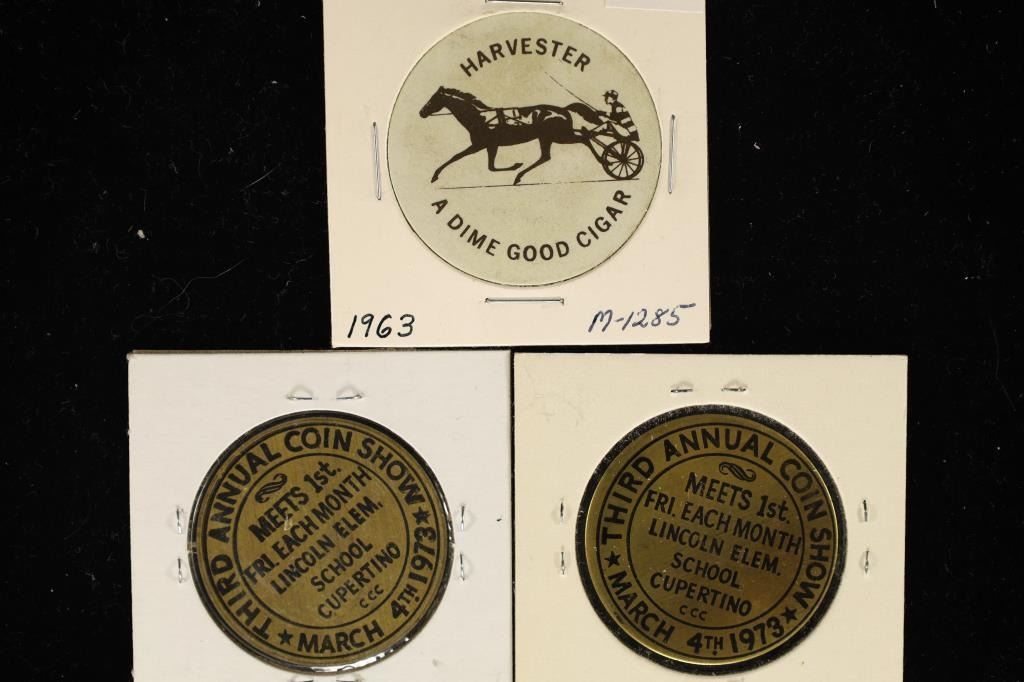 HARVESTER
A DIME GOOD CIGAR
1963 M-1285
THIRD ANNUAL COIN SHOW
MEETS 1st.
FRI. EACH MONTH
LINCOLN ELEM.
SCHOOL
CUPERTINO
CCC
★ MARCH 4TH 1973 ★
THIRD ANNUAL COIN SHOW
MEETS 1st.
FRI. EACH MONTH
LINCOLN ELEM.
SCHOOL
CUPERTINO
CCC
★ MARCH 4TH 1973 ★